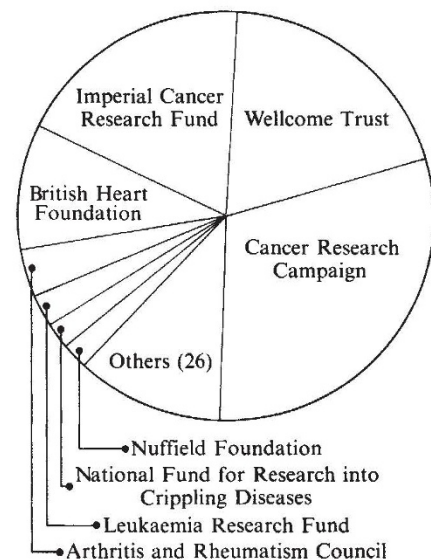 Imperial Cancer
Research Fund
Wellcome Trust
British Heart
Foundation
Cancer Research
Campaign
Others (26)
Nuffield Foundation
National Fund for Research into
Crippling Diseases
Leukaemia Research Fund
Arthritis and Rheumatism Council